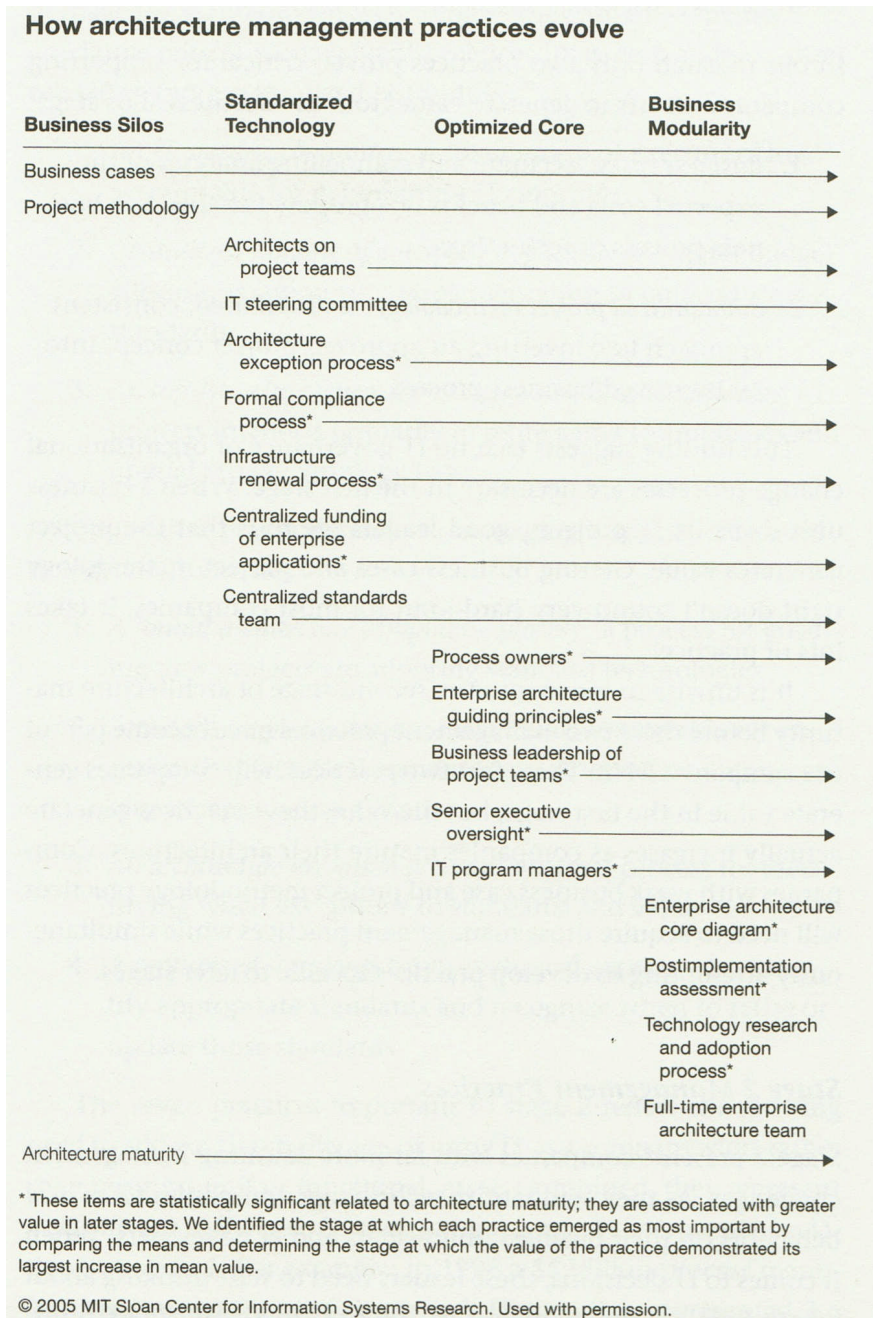 How architecture management practices evolve
Business Silos
Standardized
Technology
Optimized Core
Business
Modularity
Business cases
Project methodology
Architects on
project teams
IT steering committee
Architecture
exception process*
Formal compliance
process*
Infrastructure
renewal process*
Centralized funding
of enterprise
applications*
Centralized standards
team
Process owners*
Enterprise architecture
guiding principles*
Business leadership of
project teams*
Senior executive
oversight*
IT program managers*
Enterprise architecture
core diagram*
Postimplementation
assessment*
Technology research
and adoption
process*
Full-time enterprise
architecture team
Architecture maturity
* These items are statistically significant related to architecture maturity; they are associated with greater
value in later stages. We identified the stage at which each practice emerged as most important by
comparing the means and determining the stage at which the value of the practice demonstrated its
largest increase in mean value.
© 2005 MIT Sloan Center for Information Systems Research. Used with permission.